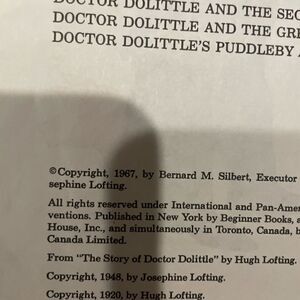 DOCTOR DOLITTLE AND THE SEC
DOCTOR DOLITTLE AND THE GRE
DOCTOR DOLITTLE'S PUDDLEBY A
©Copyright, 1967, by Bernard M. Silbert, Executor
sephine Lofting.
All rights reserved under International and Pan-Amer
ventions. Published in New York by Beginner Books, a
House, Inc., and simultaneously in Toronto, Canada, b
Canada Limited.
From "The Story of Doctor Dolittle" by Hugh Lofting.
Copyright, 1948, by Josephine Lofting.
Copyright, 1920, by Hugh Lofting.